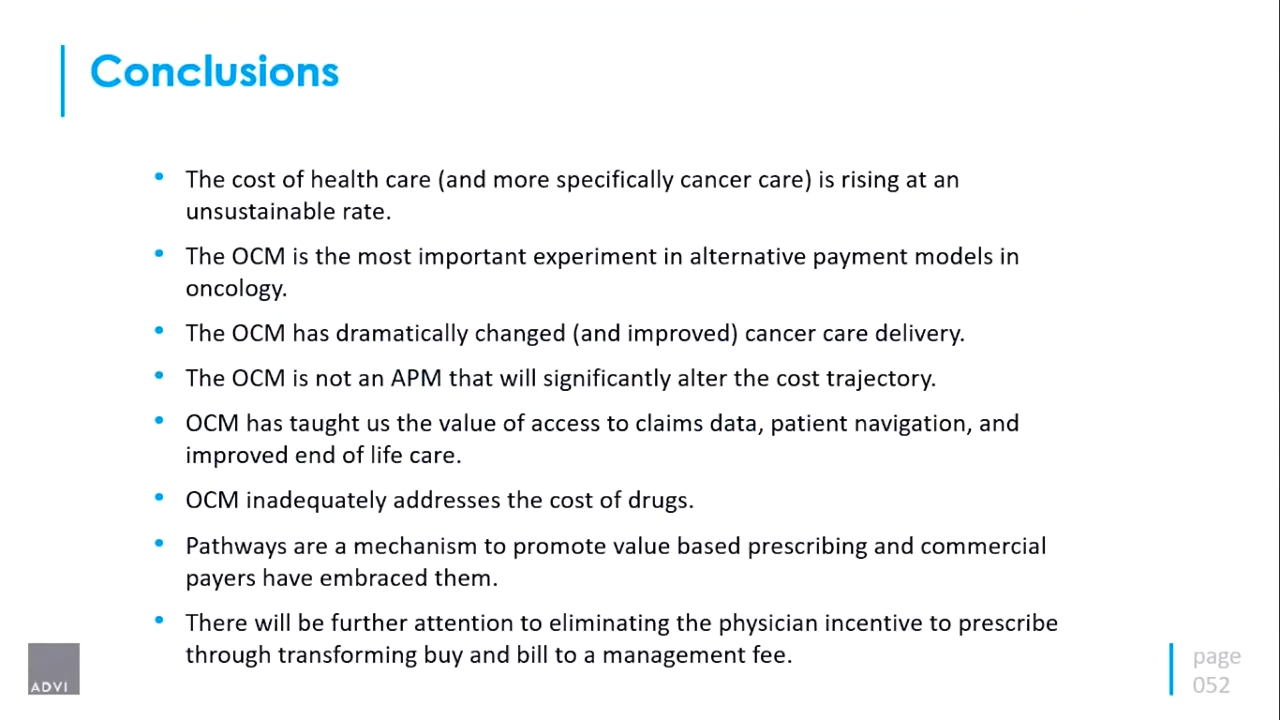 Conclusions
• The cost of health care (and more specifically cancer care) is rising at an
unsustainable rate.
• The OCM is the most important experiment in alternative payment models in
oncology.
• The OCM has dramatically changed (and improved) cancer care delivery.
• The OCM is not an APM that will significantly alter the cost trajectory.
• OCM has taught us the value of access to claims data, patient navigation, and
improved end of life care.
• OCM inadequately addresses the cost of drugs.
• Pathways are a mechanism to promote value based prescribing and commercial
payers have embraced them.
• There will be further attention to eliminating the physician incentive to prescribe
through transforming buy and bill to a management fee.
ADVI
page
052